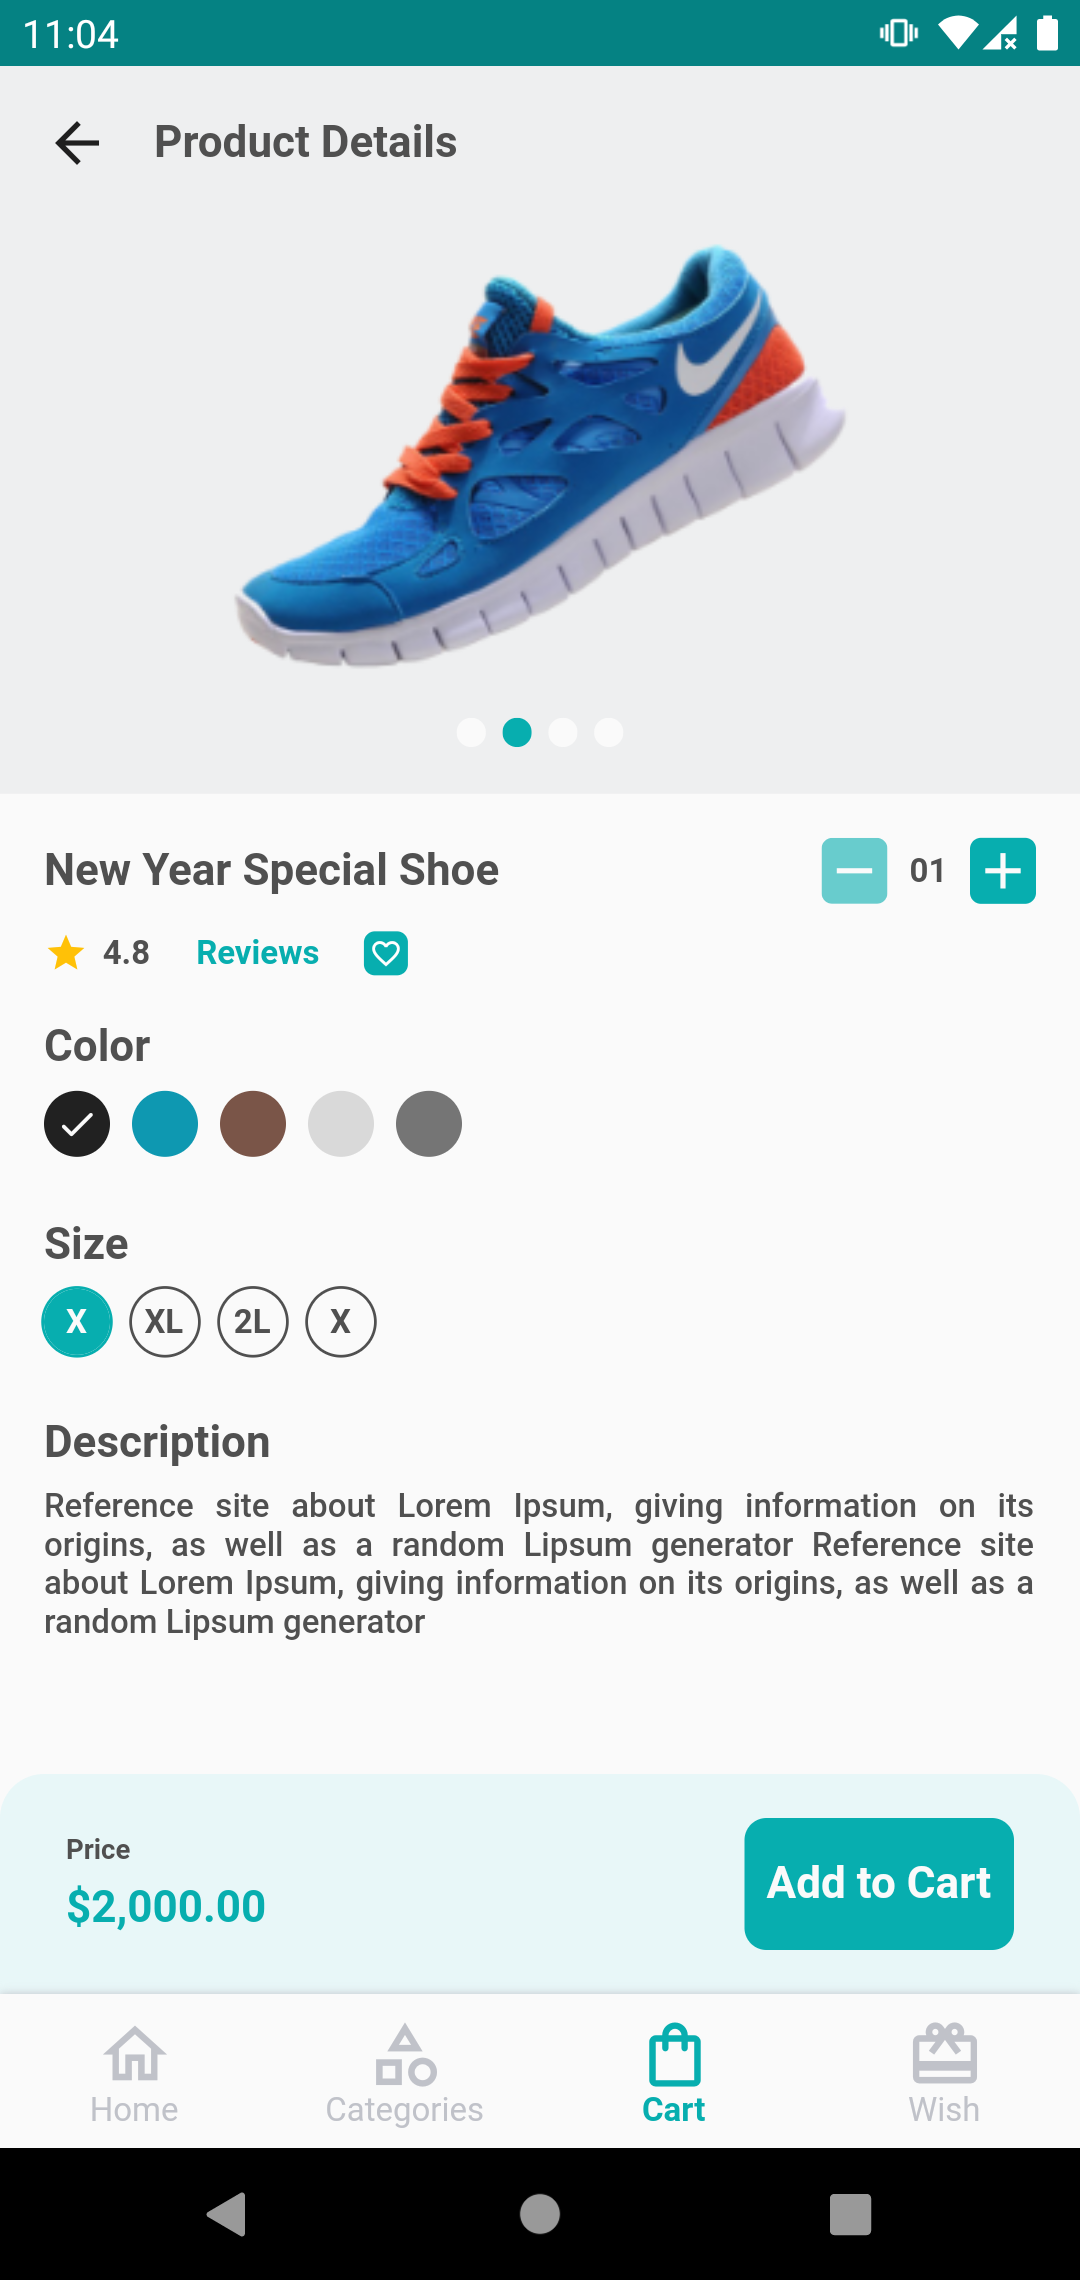 11:04
Product Details
New Year Special Shoe
01
4.8
Reviews
Color
Size
X
XL
2L
X
Description
Reference site about Lorem Ipsum, giving information on its
origins, as well as a random Lipsum generator Reference site
about Lorem Ipsum, giving information on its origins, as well as a
random Lipsum generator
Price
$2,000.00
Add to Cart
Home
Categories
Cart
Wish